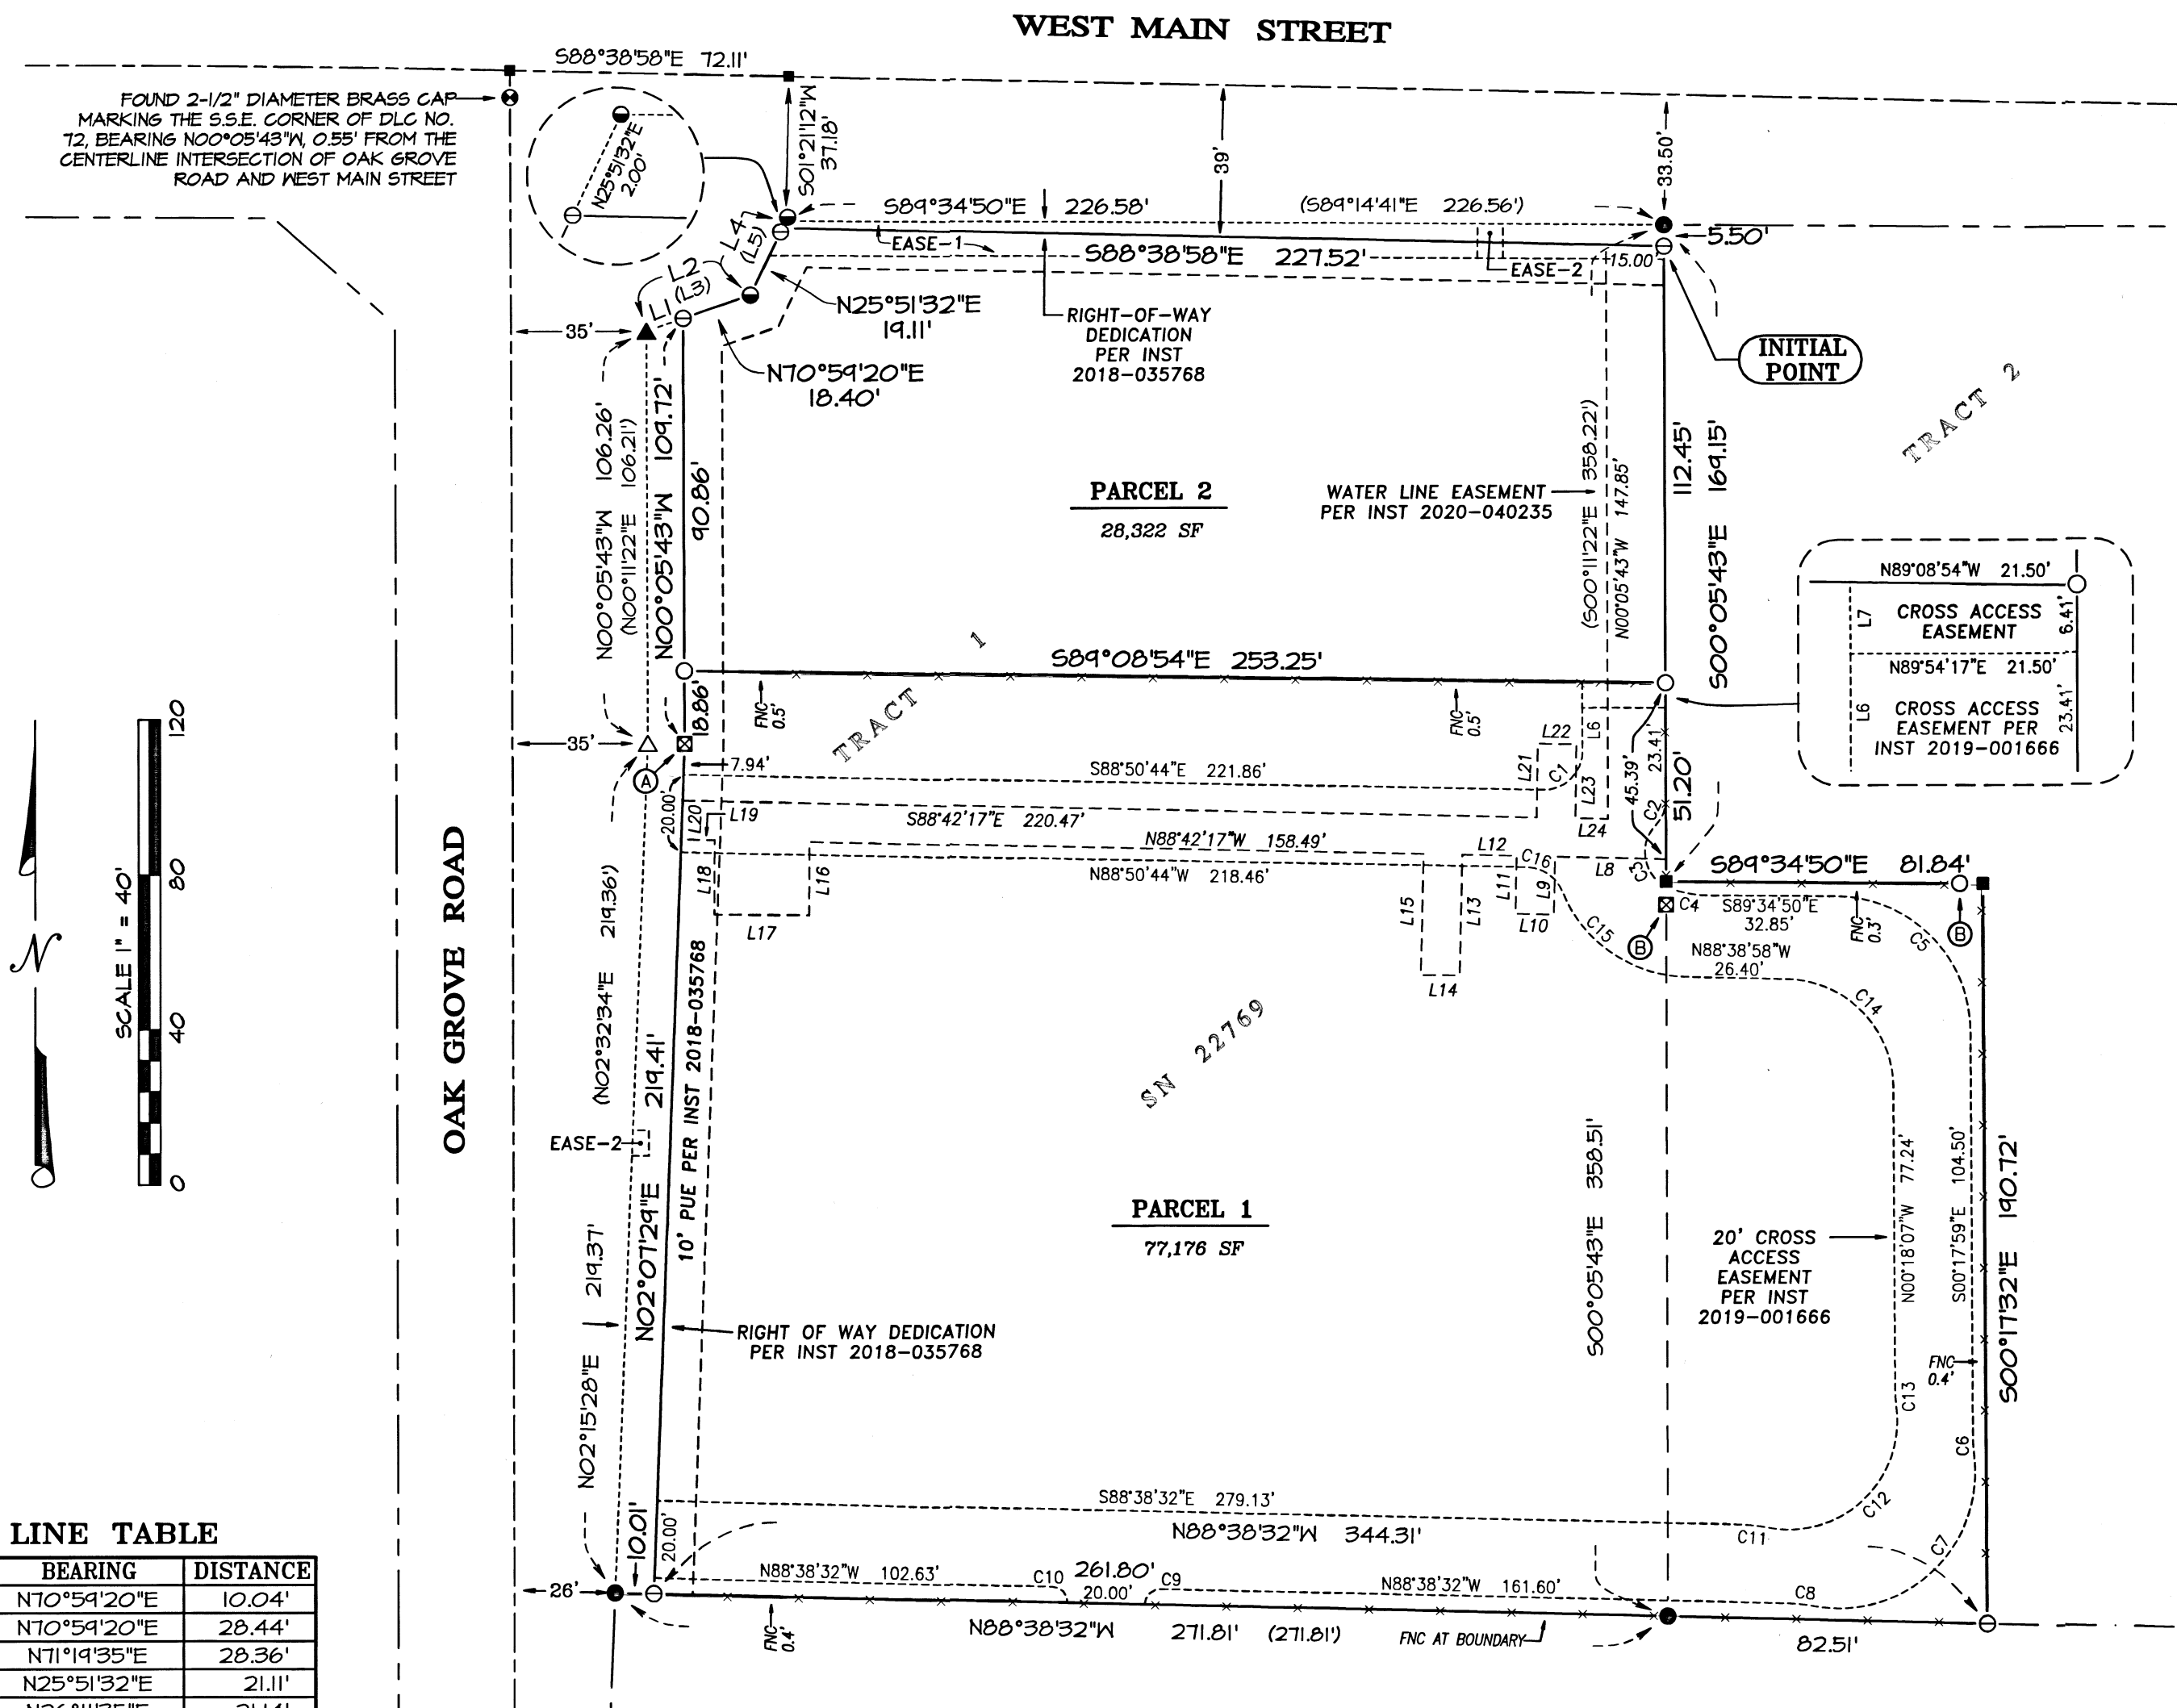 WEST MAIN STREET
S88°38'58"E 72.11'
FOUND 2-1/2" DIAMETER BRASS CAP
MARKING THE S.S.E. CORNER OF DLC NO.
72, BEARING N00°05'43"W, 0.55' FROM THE
CENTERLINE INTERSECTION OF OAK GROVE
ROAD AND WEST MAIN STREET
N25°51'32"E
2.00'
S01°21'12"W
37.18'
39'
33.50'
S89°34'50"E 226.58' (S89°14'41"E 226.56')
EASE-1
S88°38'58"E 227.52'
EASE-2
15.00'
5.50'
L4
(L5)
L2
(L3)
L1
35'
N25°51'32"E
19.11'
N70°59'20"E
18.40'
RIGHT-OF-WAY
DEDICATION
PER INST
2018-035768
INITIAL
POINT
TRACT 2
N00°05'43"W 106.26'
(N00°11'22"E 106.21')
N00°05'43"W 109.72'
90.86'
PARCEL 2
28,322 SF
WATER LINE EASEMENT
PER INST 2020-040235
(S00°11'22"E 358.22')
N00°05'43"W 147.85'
112.45'
S00°05'43"E 169.15'
N89°08'54"W 21.50'
L7
CROSS ACCESS
EASEMENT
6.41'
N89°54'17"E 21.50'
L6
CROSS ACCESS
EASEMENT PER
INST 2019-001666
23.41'
S89°08'54"E 253.25'
TRACT 1
FNC
0.5'
FNC
0.5'
18.86'
35'
A
7.94'
20.00'
S88°50'44"E 221.86'
L22
L21
C1
L6
L23
L24
23.41
45.39'
51.20'
C2
C3
L20
L19
S88°42'17"E 220.47'
N88°42'17"W 158.49'
N88°50'44"W 218.46'
L18
L17
L16
L12
C16
L8
L11
L9
L10
L15
L13
L14
C15
S89°34'50"E 81.84'
C4
S89°34'50"E
32.85'
FNC
0.3'
B
B
C5
N88°38'58"W
26.40'
C14
SCALE 1" = 40'
0
40
80
120
N
OAK GROVE ROAD
(N02°32'34"E 219.36')
219.41'
N02°07'29"E
10' PUE PER INST 2018-035768
EASE-2
N02°15'28"E 219.37'
SN 22769
PARCEL 1
77,176 SF
S00°05'43"E 358.51'
20' CROSS
ACCESS
EASEMENT
PER INST
2019-001666
N00°18'07"W 77.24'
S00°17'59"E 104.50'
S00°17'32"E 190.72'
FNC
0.4'
C13
C6
RIGHT OF WAY DEDICATION
PER INST 2018-035768
S88°38'32"E 279.13'
N88°38'32"W 344.31'
C11
C12
C7
10.01'
20.00'
26'
N88°38'32"W 102.63'
C10
261.80'
20.00'
C9
N88°38'32"W 161.60'
C8
FNC
0.4'
N88°38'32"W 271.81' (271.81')
FNC AT BOUNDARY
82.51'
LINE TABLE
BEARING DISTANCE
N70°59'20"E 10.04'
N70°59'20"E 28.44'
N71°19'35"E 28.36'
N25°51'32"E 21.11'